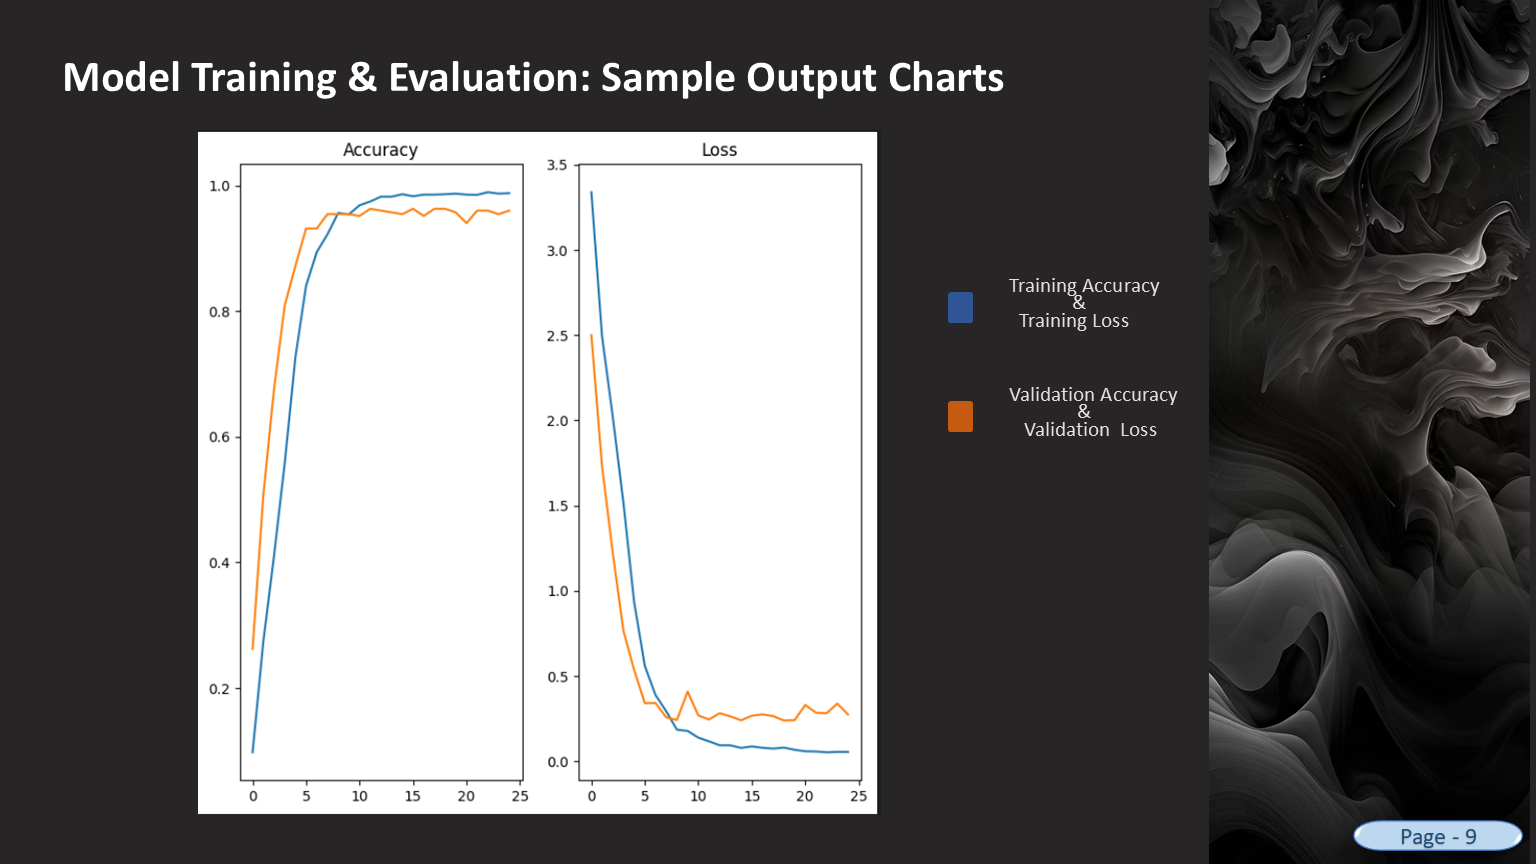 Model Training & Evaluation: Sample Output Charts
Accuracy
1.0
0.8
0.6
0.4
0.2
0 5 10 15 20 25
Loss
3.5
3.0
2.5
2.0
1.5
1.0
0.5
0.0
0 5 10 15 20 25
Training Accuracy
&
Training Loss
Validation Accuracy
&
Validation Loss
Page - 9